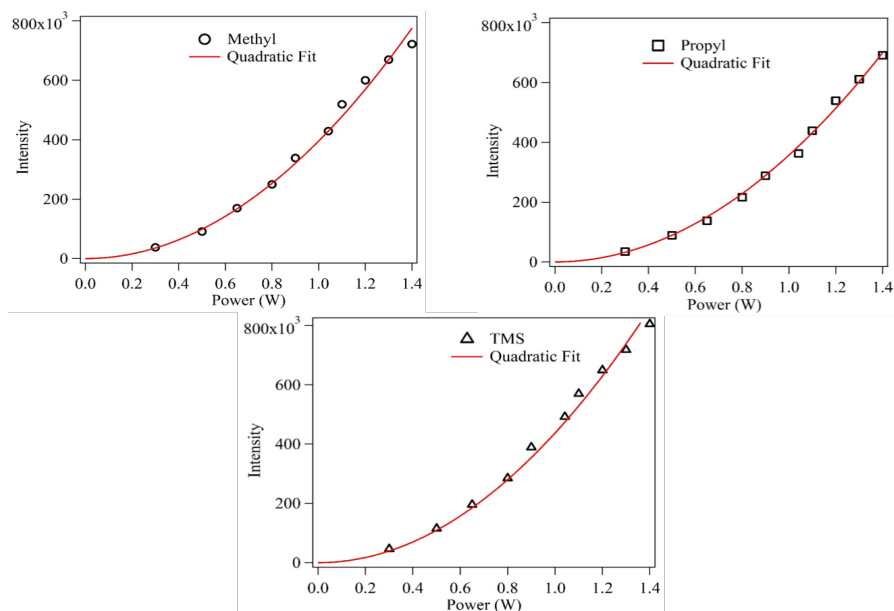 800x10³
Methyl
Quadratic Fit
600
400
200
0
Intensity
0.0 0.2 0.4 0.6 0.8 1.0 1.2 1.4
Power (W)
800x10³
Propyl
Quadratic Fit
600
400
200
0
Intensity
0.0 0.2 0.4 0.6 0.8 1.0 1.2 1.4
Power (W)
800x10³
TMS
Quadratic Fit
600
400
200
0
Intensity
0.0 0.2 0.4 0.6 0.8 1.0 1.2 1.4
Power (W)